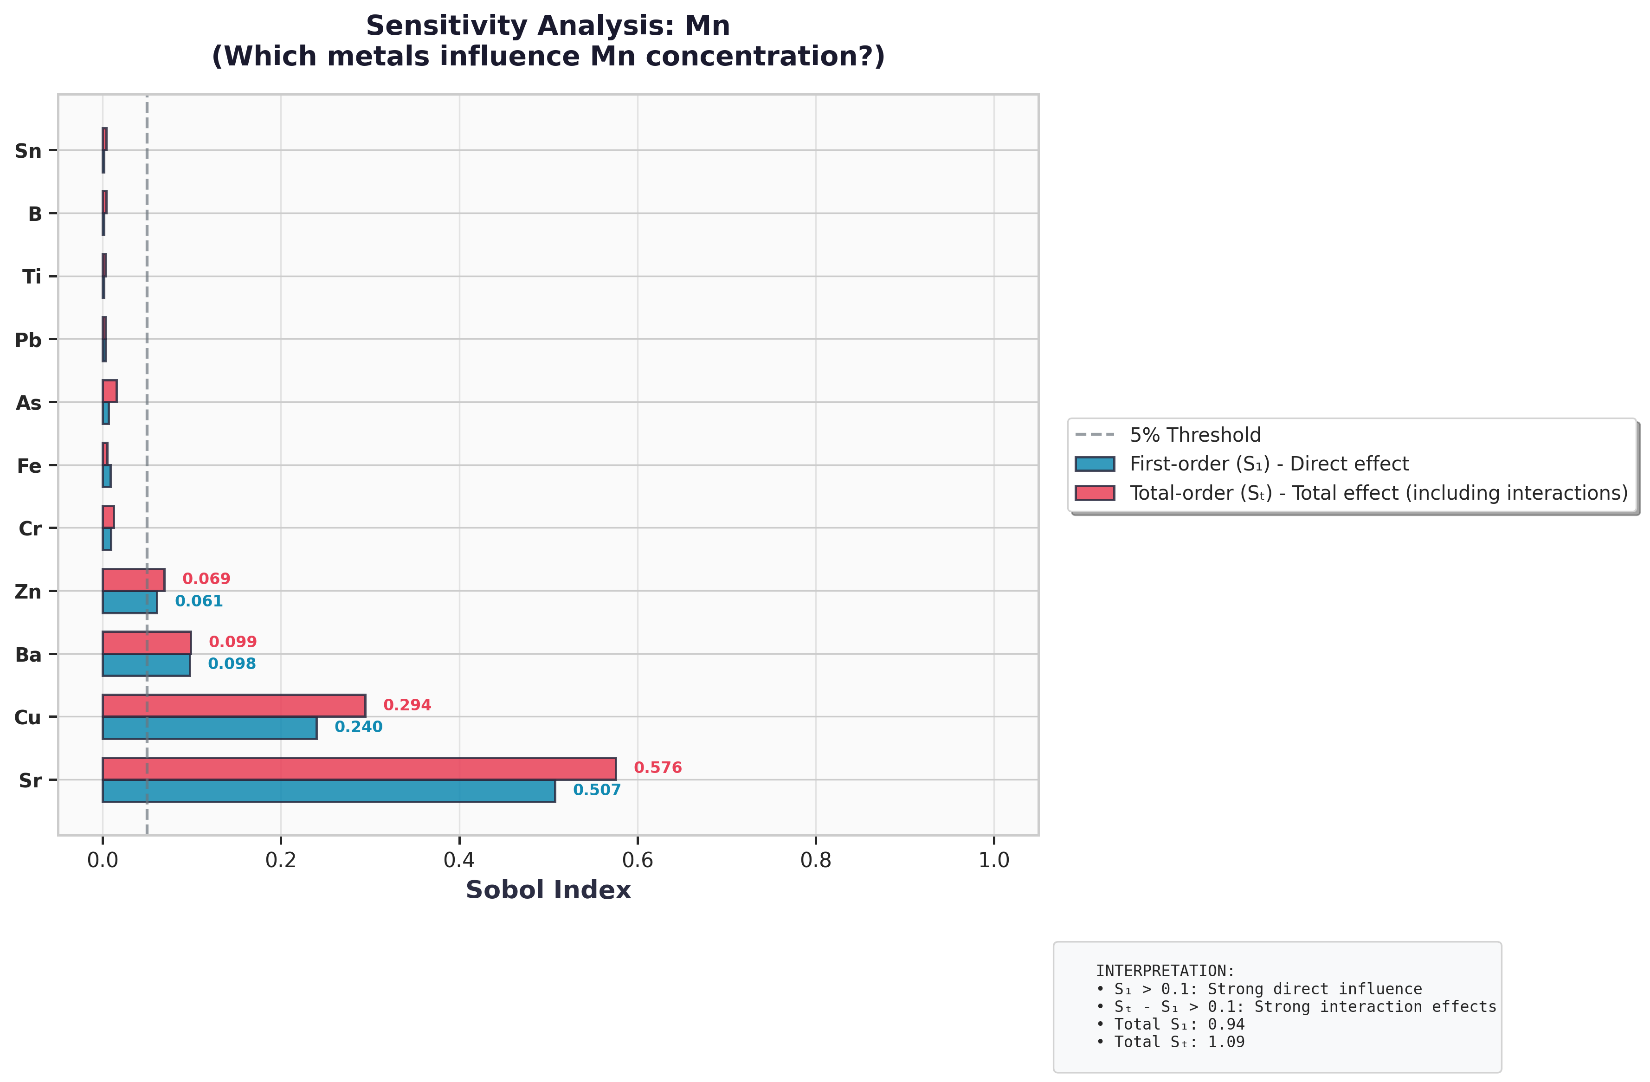 Sensitivity Analysis: Mn
(Which metals influence Mn concentration?)
Sn
B
Ti
Pb
As
Fe
Cr
Zn
0.069
0.061
Ba
0.099
0.098
Cu
0.294
0.240
Sr
0.576
0.507
0.0 0.2 0.4 0.6 0.8 1.0
Sobol Index
5% Threshold
First-order (S₁) - Direct effect
Total-order (Sₜ) - Total effect (including interactions)
INTERPRETATION:
• S₁ > 0.1: Strong direct influence
• Sₜ - S₁ > 0.1: Strong interaction effects
• Total S₁: 0.94
• Total Sₜ: 1.09